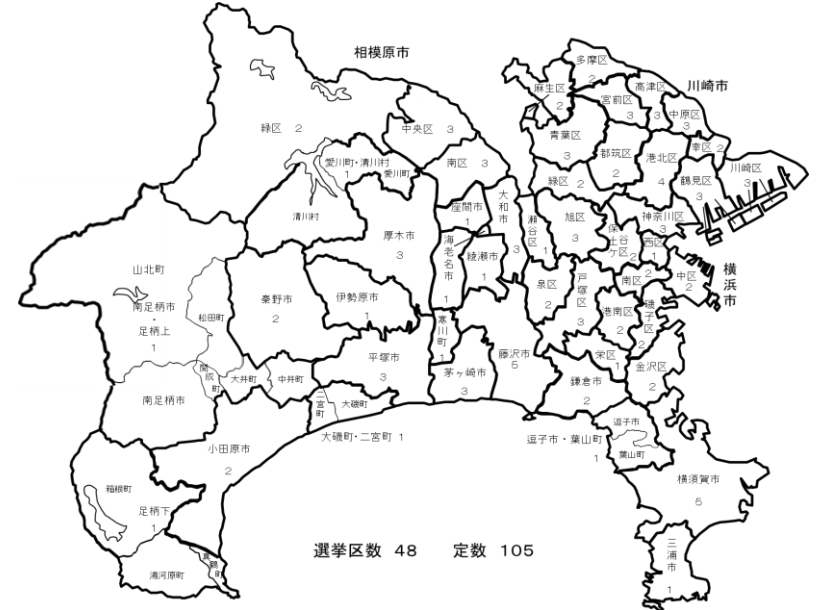 相模原市
川崎市
横浜市
多摩区
2
麻生区
2
高津区
3
宮前区
3
中原区
3
幸区 2
川崎区
3
青葉区
3
都筑区
2
港北区
4
鶴見区
3
緑区 2
神奈川区
3
旭区
3
瀬谷区
1
保土ケ谷区
2
西区
1
中区
2
南区
2
磯子区
2
港南区
2
戸塚区
3
泉区
2
栄区
1
金沢区
2
緑区 2
中央区 3
南区 3
愛川町・清川村
1
愛川町
清川村
厚木市
3
座間市
1
大和市
3
海老名市
1
綾瀬市
1
山北町
南足柄市
・
足柄上
1
松田町
秦野市
2
伊勢原市
1
寒川町
1
藤沢市
5
平塚市
3
茅ヶ崎市
3
鎌倉市
2
開成町
大井町
中井町
南足柄市
二宮町
大磯町
大磯町・二宮町 1
小田原市
2
逗子市
葉山町
逗子市・葉山町
1
横須賀市
5
三浦市
1
箱根町
足柄下
1
湯河原町
真鶴町
選挙区数 48 定数 105